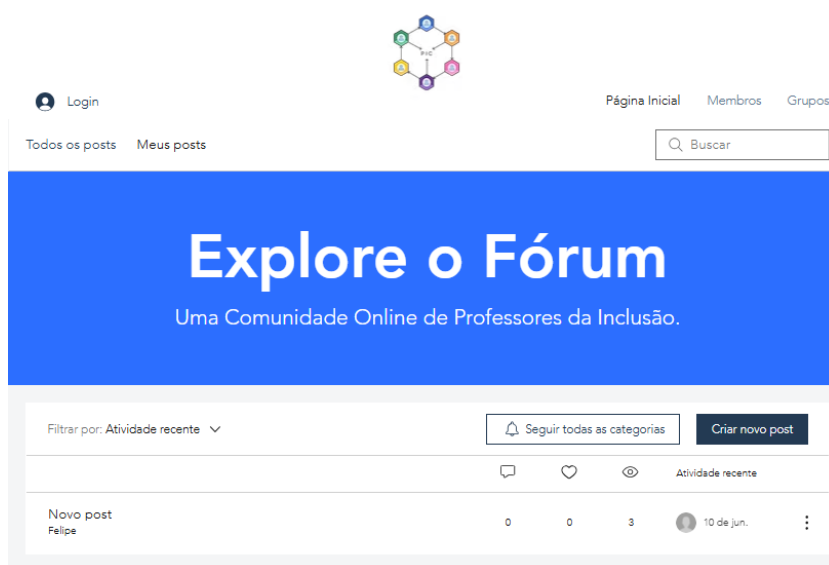 PIC
Login
Página Inicial Membros Grupos
Todos os posts Meus posts
Buscar
Explore o Fórum
Uma Comunidade Online de Professores da Inclusão.
Filtrar por: Atividade recente
Seguir todas as categorias
Criar novo post
Atividade recente
Novo post
Felipe
0 0 3 10 de jun.